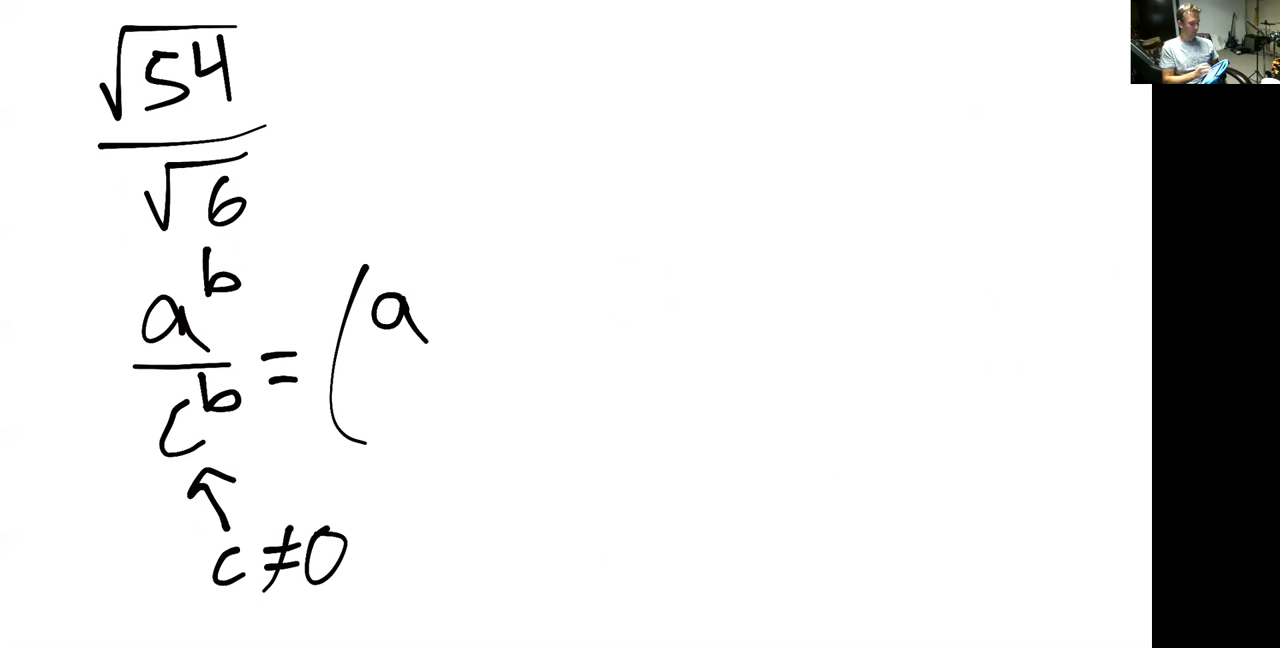 √54
√6
a^b
c^b
= (a
c ≠ 0